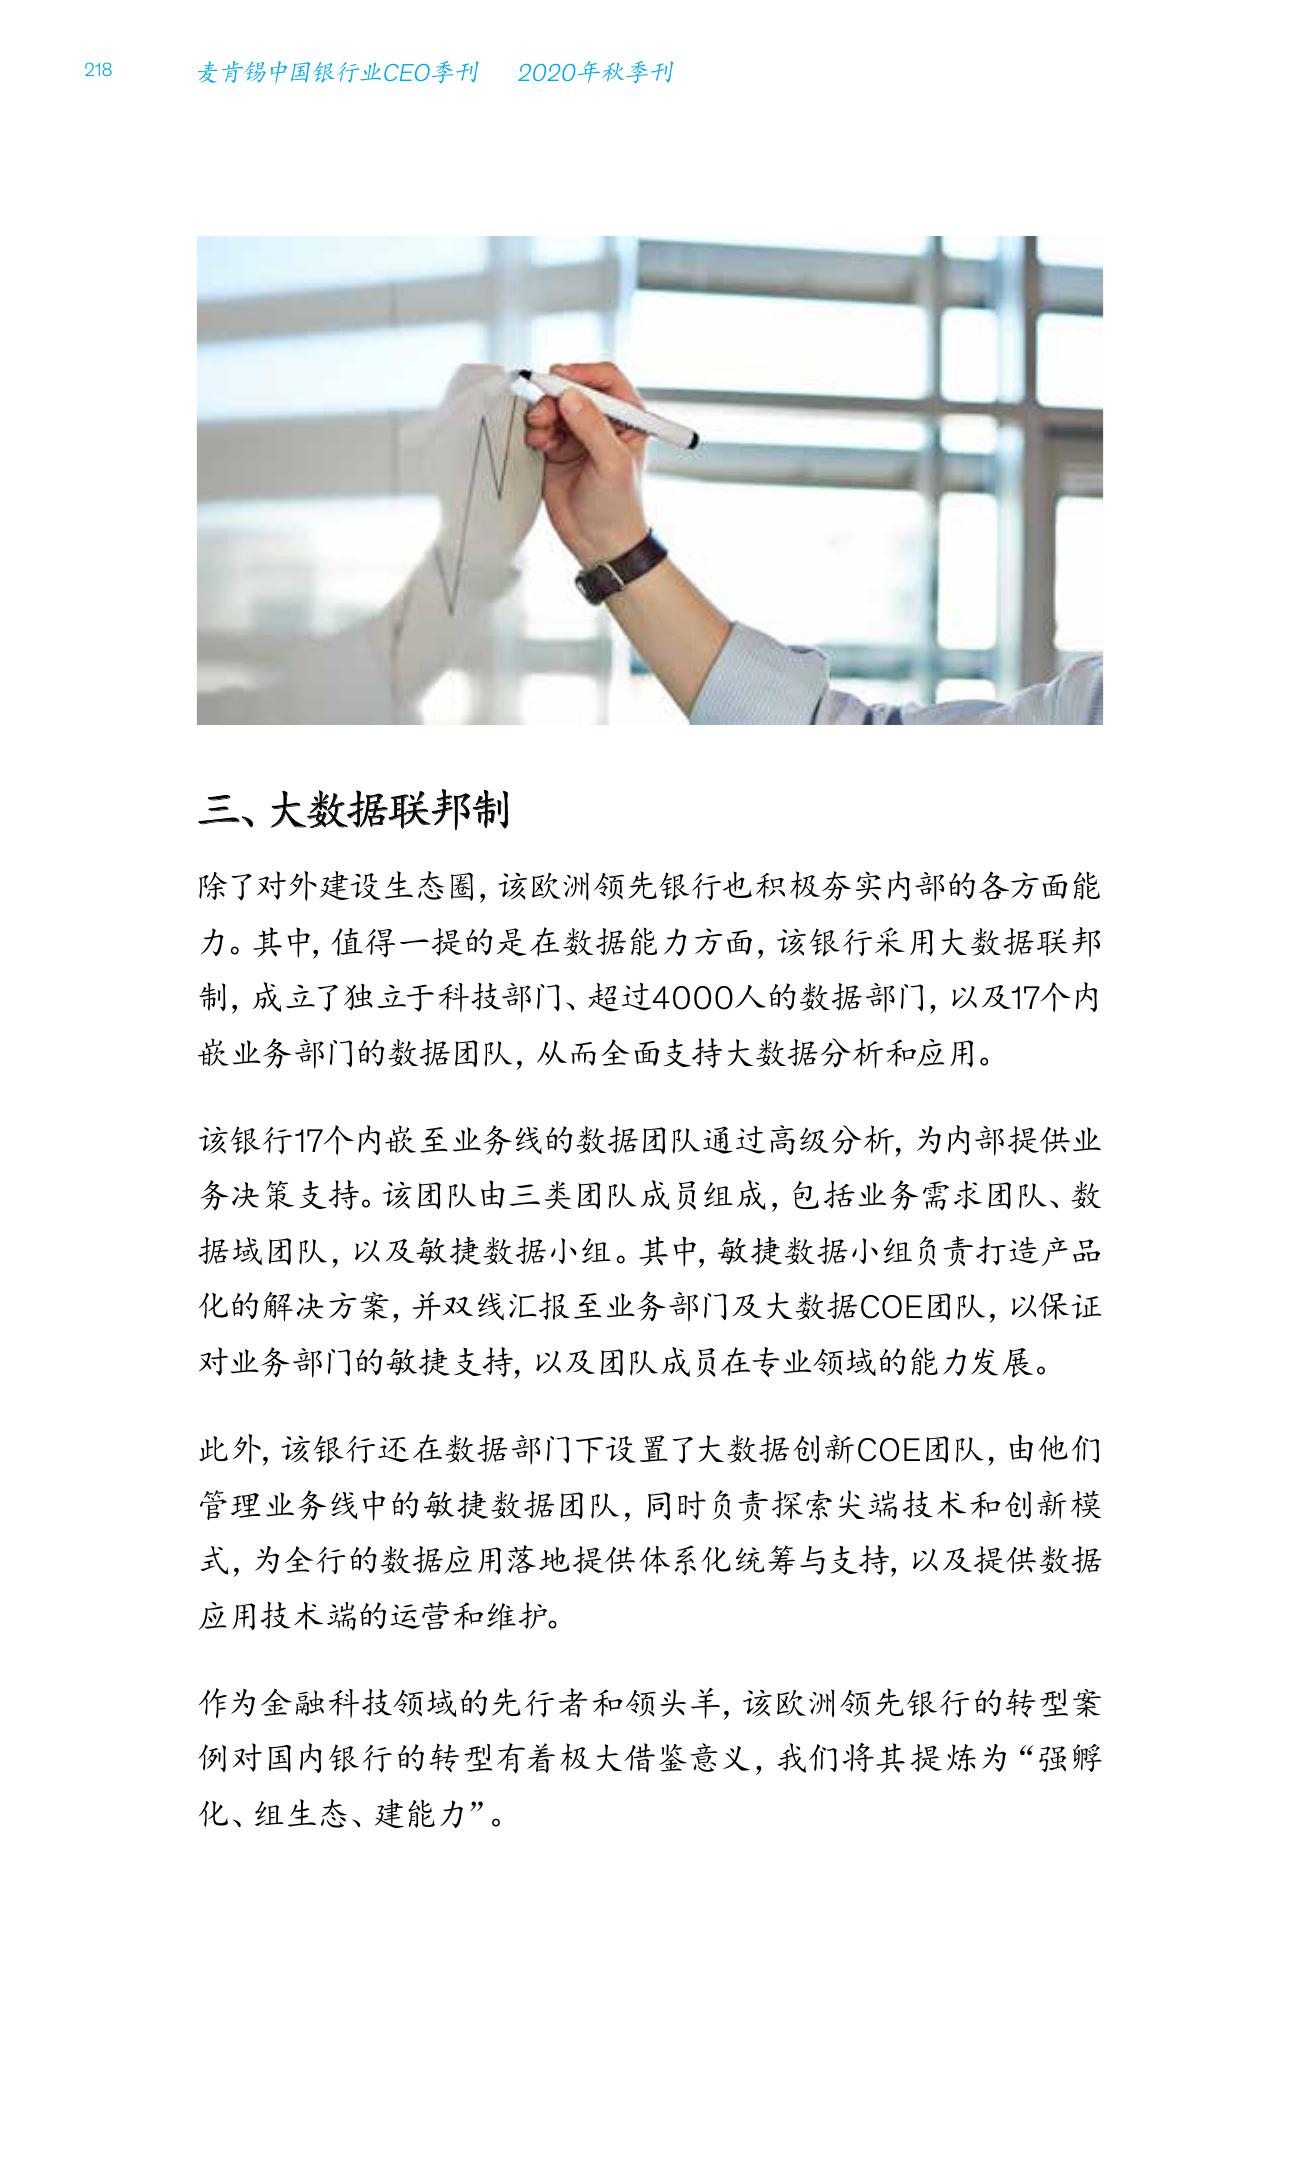 218
麦肯锡中国银行业CEO季刊 2020年秋季刊
三、大数据联邦制
除了对外建设生态圈，该欧洲领先银行也积极夯实内部的各方面能
力。其中，值得一提的是在数据能力方面，该银行采用大数据联邦
制，成立了独立于科技部门、超过4000人的数据部门，以及17个内
嵌业务部门的数据团队，从而全面支持大数据分析和应用。
该银行17个内嵌至业务线的数据团队通过高级分析，为内部提供业
务决策支持。该团队由三类团队成员组成，包括业务需求团队、数
据域团队，以及敏捷数据小组。其中，敏捷数据小组负责打造产品
化的解决方案，并双线汇报至业务部门及大数据COE团队，以保证
对业务部门的敏捷支持，以及团队成员在专业领域的能力发展。
此外，该银行还在数据部门下设置了大数据创新COE团队，由他们
管理业务线中的敏捷数据团队，同时负责探索尖端技术和创新模
式，为全行的数据应用落地提供体系化统筹与支持，以及提供数据
应用技术端的运营和维护。
作为金融科技领域的先行者和领头羊，该欧洲领先银行的转型案
例对国内银行的转型有着极大借鉴意义，我们将其提炼为“强孵
化、组生态、建能力”。